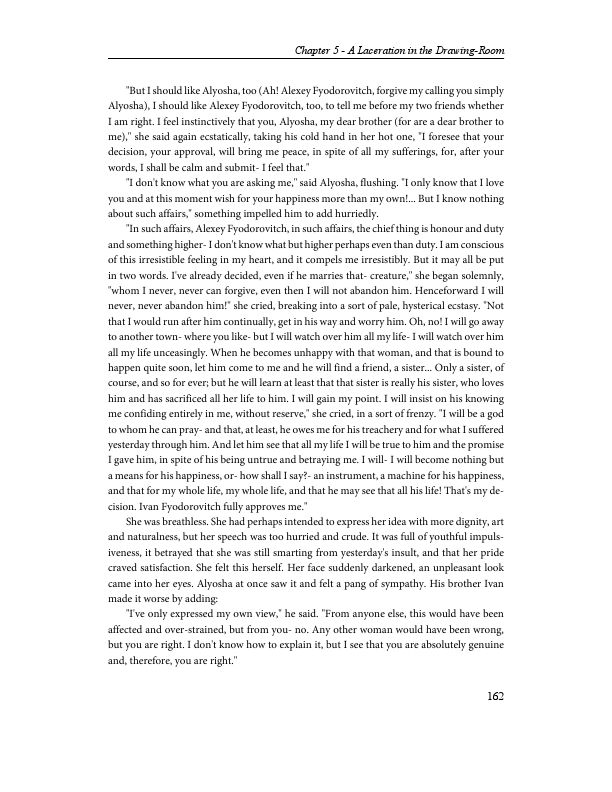 Chapter 5 - A Laceration in the Drawing-Room
"But I should like Alyosha, too (Ah! Alexey Fyodorovitch, forgive my calling you simply
Alyosha), I should like Alexey Fyodorovitch, too, to tell me before my two friends whether
I am right. I feel instinctively that you, Alyosha, my dear brother (for are a dear brother to
me)," she said again ecstatically, taking his cold hand in her hot one, "I foresee that your
decision, your approval, will bring me peace, in spite of all my sufferings, for, after your
words, I shall be calm and submit- I feel that."
"I don't know what you are asking me," said Alyosha, flushing. "I only know that I love
you and at this moment wish for your happiness more than my own!... But I know nothing
about such affairs," something impelled him to add hurriedly.
"In such affairs, Alexey Fyodorovitch, in such affairs, the chief thing is honour and duty
and something higher- I don't know what but higher perhaps even than duty. I am conscious
of this irresistible feeling in my heart, and it compels me irresistibly. But it may all be put
in two words. I've already decided, even if he marries that- creature," she began solemnly,
"whom I never, never can forgive, even then I will not abandon him. Henceforward I will
never, never abandon him!" she cried, breaking into a sort of pale, hysterical ecstasy. "Not
that I would run after him continually, get in his way and worry him. Oh, no! I will go away
to another town- where you like- but I will watch over him all my life- I will watch over him
all my life unceasingly. When he becomes unhappy with that woman, and that is bound to
happen quite soon, let him come to me and he will find a friend, a sister... Only a sister, of
course, and so for ever; but he will learn at least that that sister is really his sister, who loves
him and has sacrificed all her life to him. I will gain my point. I will insist on his knowing
me confiding entirely in me, without reserve," she cried, in a sort of frenzy. "I will be a god
to whom he can pray- and that, at least, he owes me for his treachery and for what I suffered
yesterday through him. And let him see that all my life I will be true to him and the promise
I gave him, in spite of his being untrue and betraying me. I will- I will become nothing but
a means for his happiness, or- how shall I say?- an instrument, a machine for his happiness,
and that for my whole life, my whole life, and that he may see that all his life! That's my de-
cision. Ivan Fyodorovitch fully approves me."
She was breathless. She had perhaps intended to express her idea with more dignity, art
and naturalness, but her speech was too hurried and crude. It was full of youthful impuls-
iveness, it betrayed that she was still smarting from yesterday's insult, and that her pride
craved satisfaction. She felt this herself. Her face suddenly darkened, an unpleasant look
came into her eyes. Alyosha at once saw it and felt a pang of sympathy. His brother Ivan
made it worse by adding:
"I've only expressed my own view," he said. "From anyone else, this would have been
affected and over-strained, but from you- no. Any other woman would have been wrong,
but you are right. I don't know how to explain it, but I see that you are absolutely genuine
and, therefore, you are right."
162